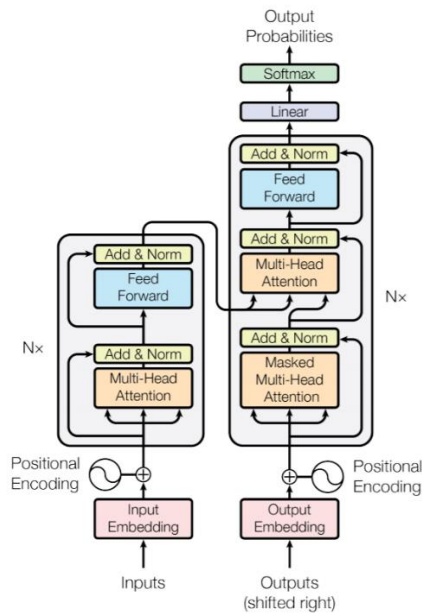 Output
Probabilities
Softmax
Linear
Add & Norm
Feed
Forward
Add & Norm
Multi-Head
Attention
Add & Norm
Masked
Multi-Head
Attention
N×
Positional
Encoding
Output
Embedding
Outputs
(shifted right)
Add & Norm
Feed
Forward
N×
Add & Norm
Multi-Head
Attention
Positional
Encoding
Input
Embedding
Inputs